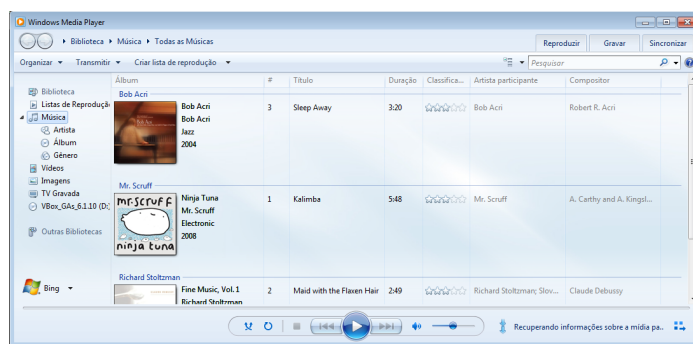 Windows Media Player
Biblioteca Música Todas as Músicas
Reproduzir Gravar Sincronizar
Organizar Transmitir Criar lista de reprodução Pesquisar
Álbum # Título Duração Classifica... Artista participante Compositor
Biblioteca
Listas de Reproduçã
Música
Artista
Álbum
Gênero
Vídeos
Imagens
TV Gravada
VBox_GAs_6.1.10 (D:)
Outras Bibliotecas
Bing
Bob Acri
Bob Acri 3 Sleep Away 3:20 Bob Acri Robert R. Acri
Bob Acri
Jazz
2004
Mr. Scruff
mr.scruff
ninja tuna
Ninja Tuna 1 Kalimba 5:48 Mr. Scruff A. Carthy and A. Kingsl...
Mr. Scruff
Electronic
2008
Richard Stoltzman
Fine Music, Vol. 1 2 Maid with the Flaxen Hair 2:49 Richard Stoltzman; Slov... Claude Debussy
Richard Stoltzman
Recuperando informações sobre a mídia pa..